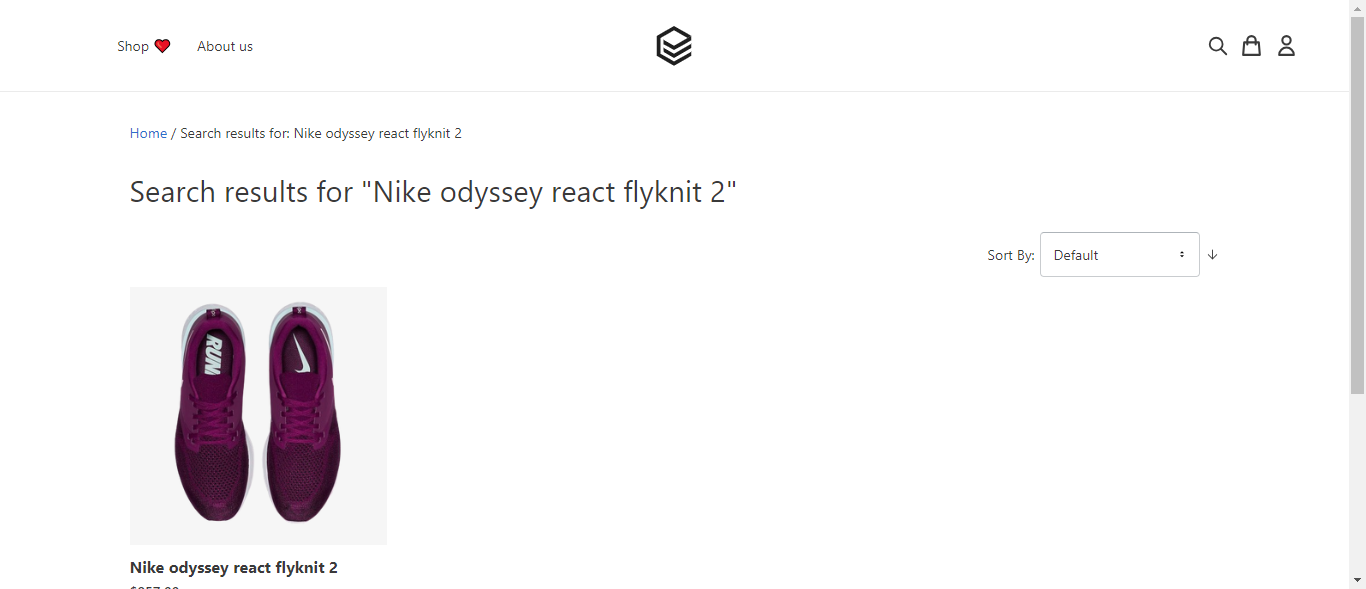 Shop ❤️ About us
Home / Search results for: Nike odyssey react flyknit 2
Search results for "Nike odyssey react flyknit 2"
Sort By: Default
RUN
Nike odyssey react flyknit 2